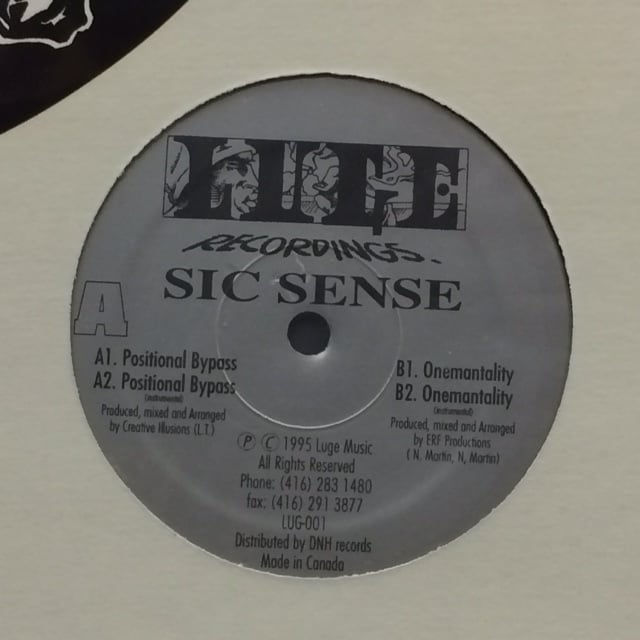 LUGE
RECORDINGS.
SIC SENSE
A
A1. Positional Bypass
A2. Positional Bypass
(instrumental)
Produced, mixed and Arranged
by Creative Illusions (L.T.)
B1. Onemantality
B2. Onemantality
(instrumental)
Produced, mixed and Arranged
by ERF Productions
( N. Martin, N, Martin)
Ⓟ Ⓒ 1995 Luge Music
All Rights Reserved
Phone: (416) 283 1480
fax: (416) 291 3877
LUG-001
Distributed by DNH records
Made in Canada